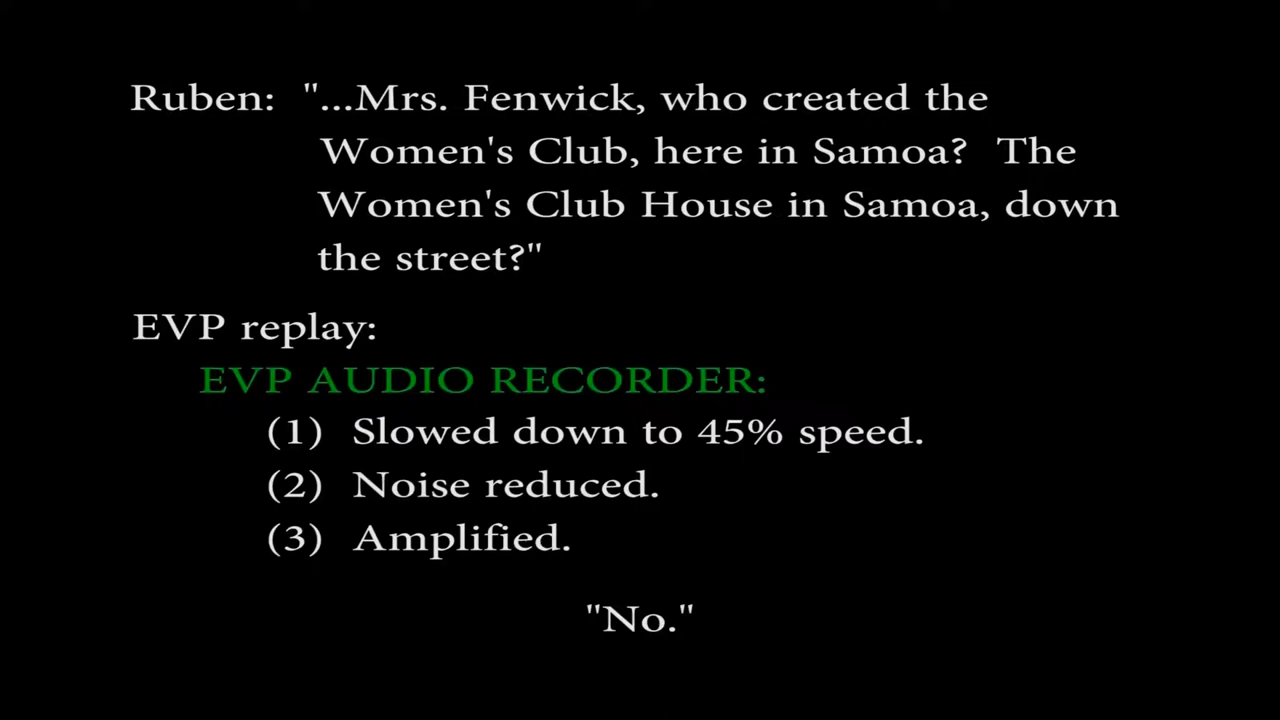 Ruben: "...Mrs. Fenwick, who created the
Women's Club, here in Samoa? The
Women's Club House in Samoa, down
the street?"
EVP replay:
EVP AUDIO RECORDER:
(1) Slowed down to 45% speed.
(2) Noise reduced.
(3) Amplified.
"No."